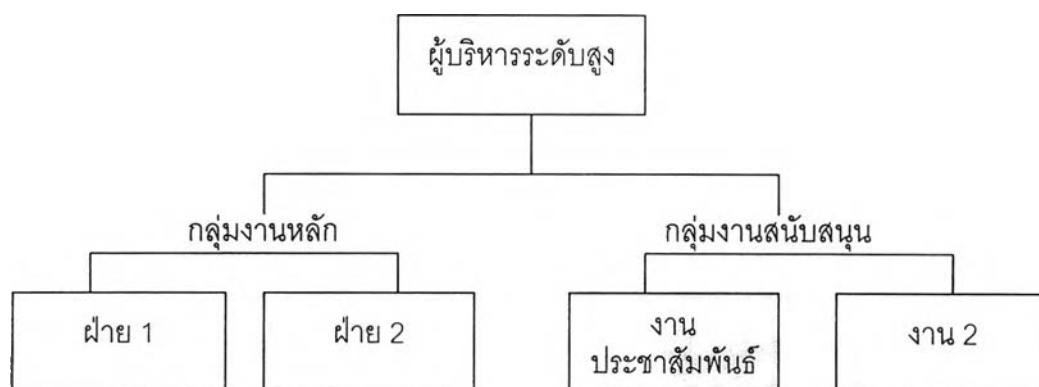 ผู้บริหารระดับสูง
กลุ่มงานหลัก
กลุ่มงานสนับสนุน
ฝ่าย 1
ฝ่าย 2
งาน
ประชาสัมพันธ์
งาน 2